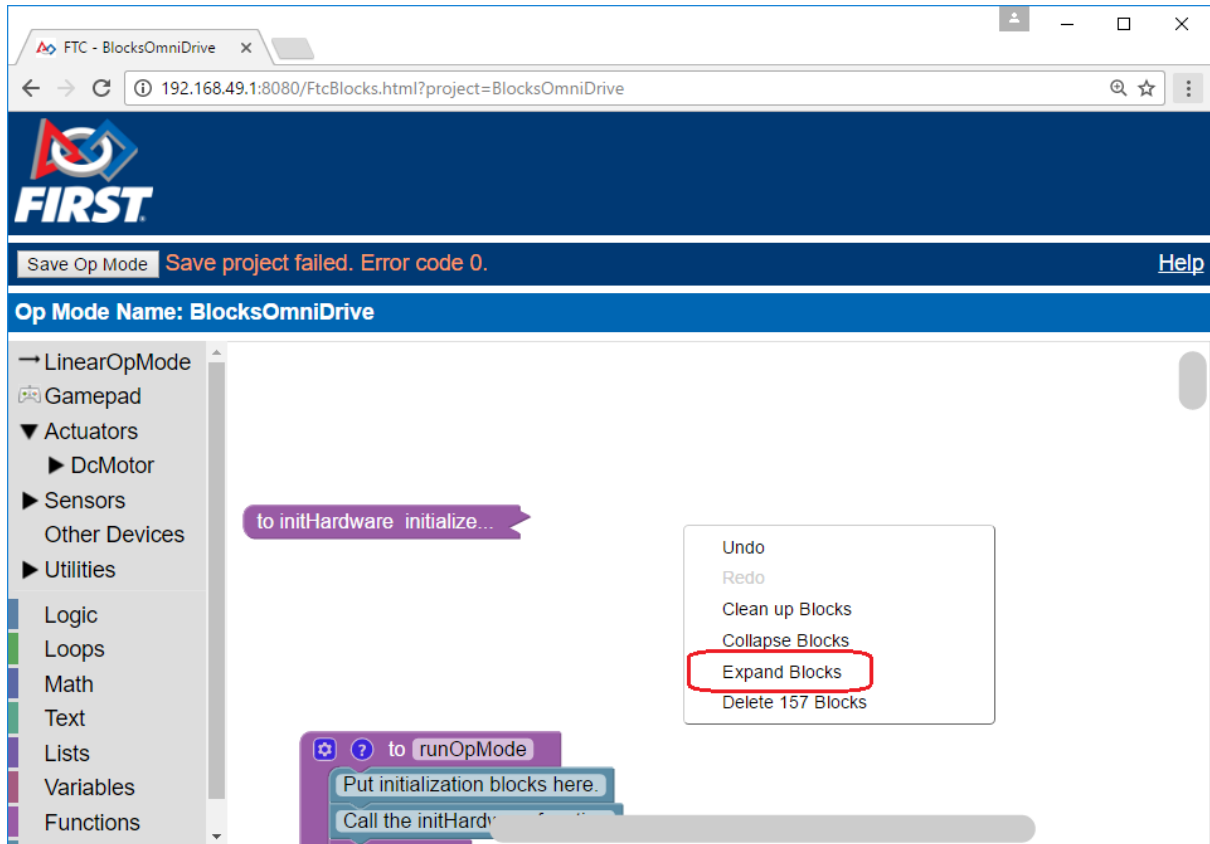 FTC - BlocksOmniDrive
192.168.49.1:8080/FtcBlocks.html?project=BlocksOmniDrive
FIRST
Save Op Mode Save project failed. Error code 0. Help
Op Mode Name: BlocksOmniDrive
LinearOpMode
Gamepad
Actuators
DcMotor
Sensors
Other Devices
Utilities
Logic
Loops
Math
Text
Lists
Variables
Functions
to initHardware initialize...
Undo
Redo
Clean up Blocks
Collapse Blocks
Expand Blocks
Delete 157 Blocks
? to runOpMode
Put initialization blocks here.
Call the